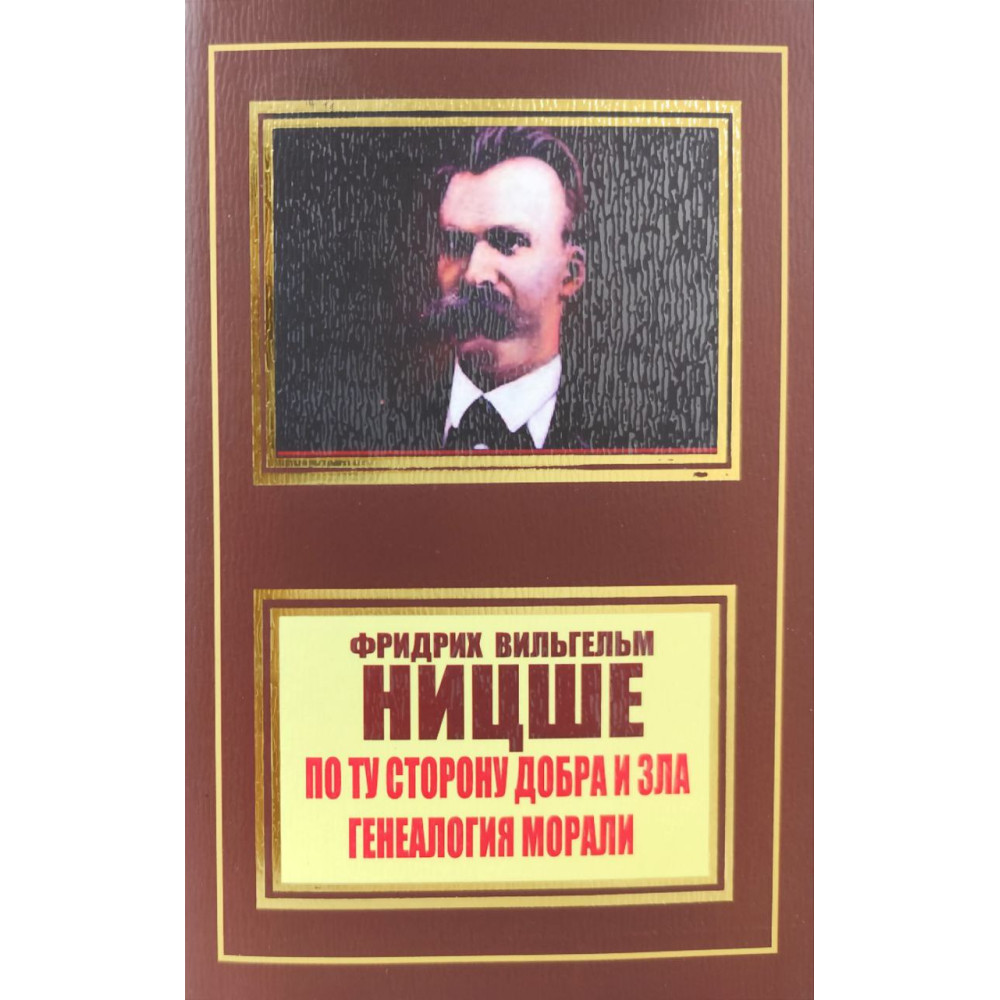 ФРИДРИХ ВИЛЬГЕЛЬМ
НИЦШЕ
ПО ТУ СТОРОНУ ДОБРА И ЗЛА
ГЕНЕАЛОГИЯ МОРАЛИ